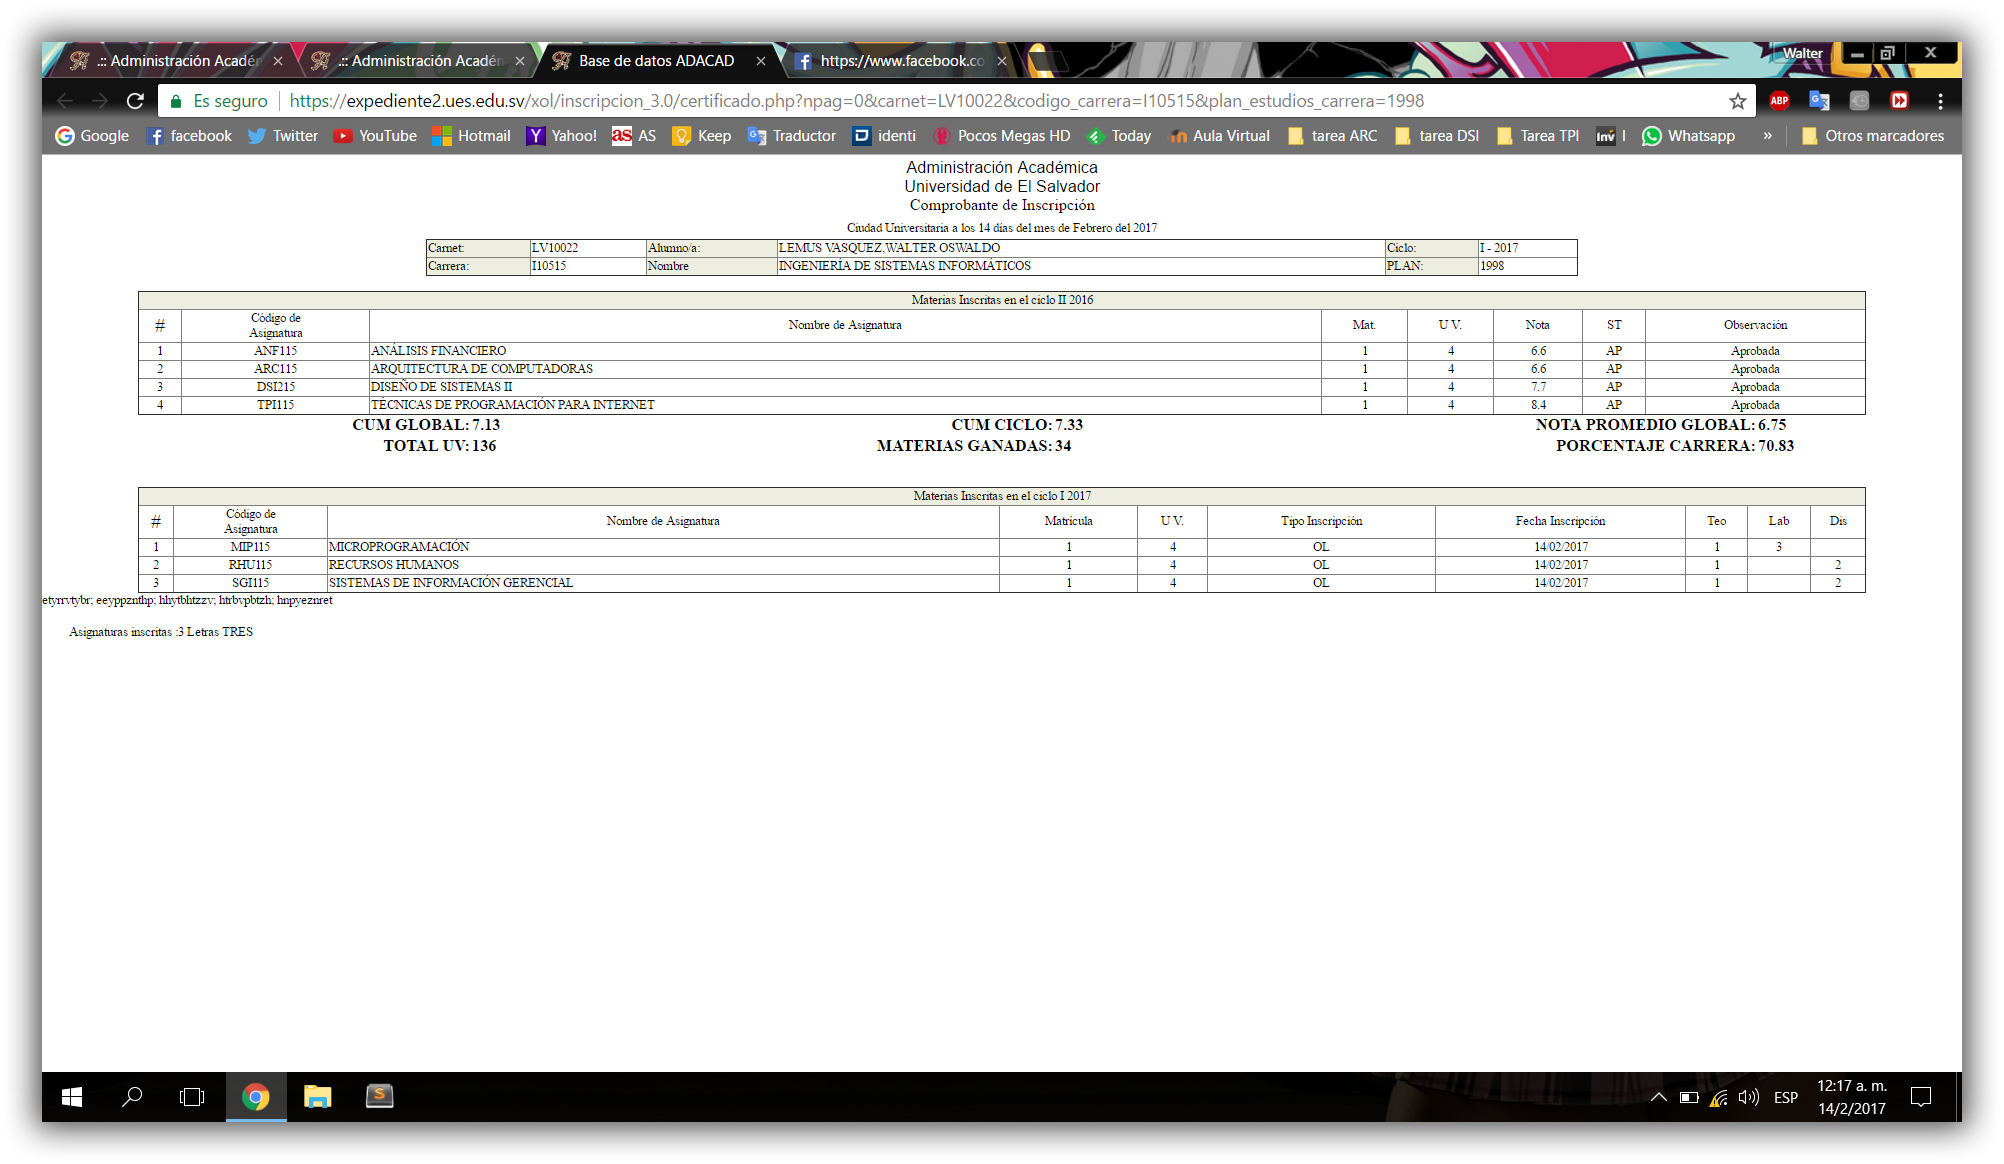 .:: Administración Académ
.:: Administración Académ
Base de datos ADACAD
https://www.facebook.co
Walter
Es seguro
https://expediente2.ues.edu.sv/xol/inscripcion_3.0/certificado.php?npag=0&carnet=LV10022&codigo_carrera=I10515&plan_estudios_carrera=1998
ABP
Google facebook Twitter YouTube Hotmail Yahoo! AS Keep Traductor identi Pocos Megas HD Today Aula Virtual tarea ARC tarea DSI Tarea TPI Inv I Whatsapp » Otros marcadores
Administración Académica
Universidad de El Salvador
Comprobante de Inscripción
Ciudad Universitaria a los 14 días del mes de Febrero del 2017
Carnet: LV10022 Alumno/a: LEMUS VASQUEZ,WALTER OSWALDO Ciclo: I - 2017
Carrera: I10515 Nombre INGENIERÍA DE SISTEMAS INFORMÁTICOS PLAN: 1998
Materias Inscritas en el ciclo II 2016
# Código de Asignatura Nombre de Asignatura Mat. U V. Nota ST Observación
1 ANF115 ANÁLISIS FINANCIERO 1 4 6.6 AP Aprobada
2 ARC115 ARQUITECTURA DE COMPUTADORAS 1 4 6.6 AP Aprobada
3 DSI215 DISEÑO DE SISTEMAS II 1 4 7.7 AP Aprobada
4 TPI115 TÉCNICAS DE PROGRAMACIÓN PARA INTERNET 1 4 8.4 AP Aprobada
CUM GLOBAL: 7.13 CUM CICLO: 7.33 NOTA PROMEDIO GLOBAL: 6.75
TOTAL UV: 136 MATERIAS GANADAS: 34 PORCENTAJE CARRERA: 70.83
Materias Inscritas en el ciclo I 2017
# Código de Asignatura Nombre de Asignatura Matrícula U V. Tipo Inscripción Fecha Inscripción Teo Lab Dis
1 MIP115 MICROPROGRAMACIÓN 1 4 OL 14/02/2017 1 3
2 RHU115 RECURSOS HUMANOS 1 4 OL 14/02/2017 1 2
3 SGI115 SISTEMAS DE INFORMACIÓN GERENCIAL 1 4 OL 14/02/2017 1 2
etyrrvtybr; eeyppznthp; hhytbhtzzv; htrbvpbtzh; hnpyeznret
Asignaturas inscritas :3 Letras TRES
ESP
12:17 a. m.
14/2/2017